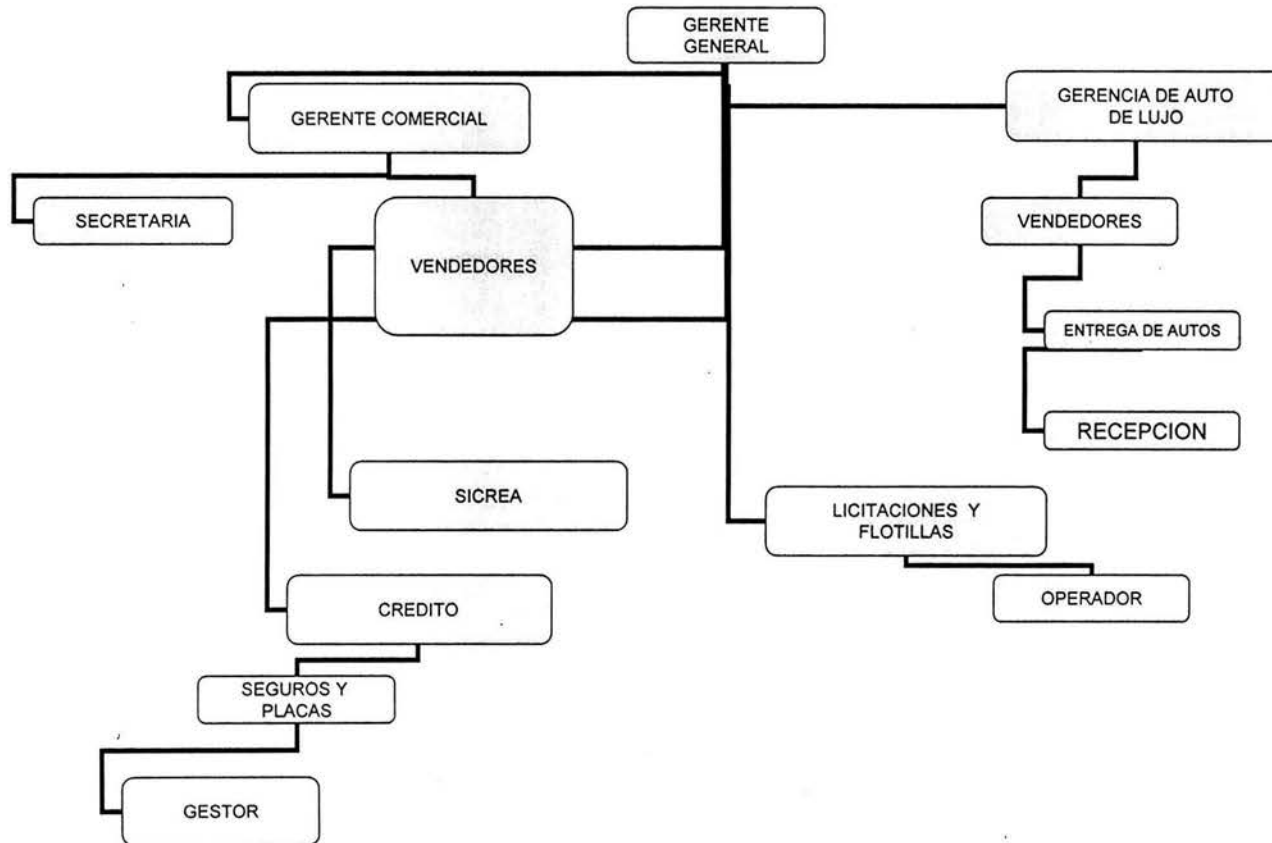 GERENTE
GENERAL
GERENTE COMERCIAL
GERENCIA DE AUTO
DE LUJO
SECRETARIA
VENDEDORES
VENDEDORES
ENTREGA DE AUTOS
RECEPCION
SICREA
LICITACIONES Y
FLOTILLAS
CREDITO
OPERADOR
SEGUROS Y
PLACAS
GESTOR